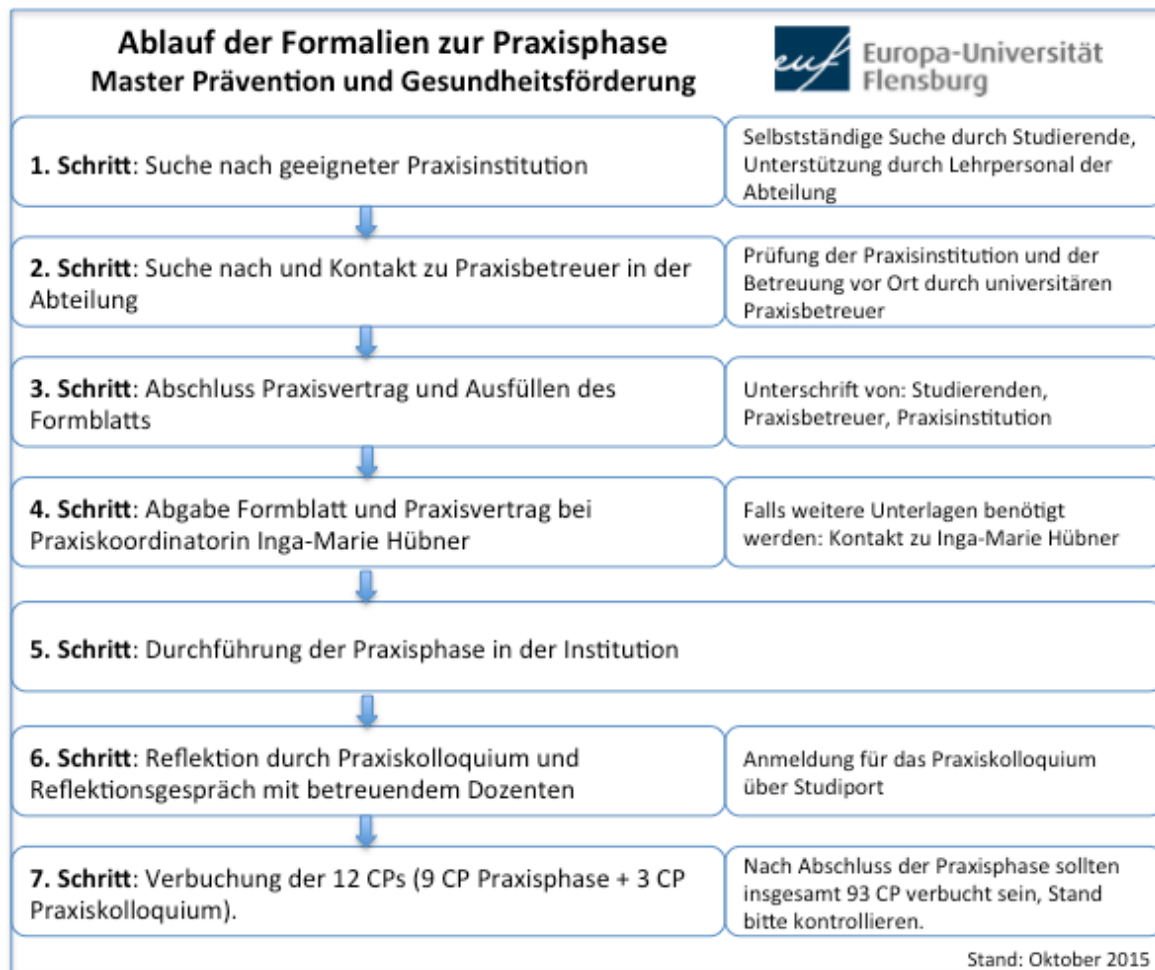 Ablauf der Formalien zur Praxisphase
Master Prävention und Gesundheitsförderung
euf
Europa-Universität
Flensburg
1. Schritt: Suche nach geeigneter Praxisinstitution
Selbstständige Suche durch Studierende,
Unterstützung durch Lehrpersonal der
Abteilung
2. Schritt: Suche nach und Kontakt zu Praxisbetreuer in der
Abteilung
Prüfung der Praxisinstitution und der
Betreuung vor Ort durch universitären
Praxisbetreuer
3. Schritt: Abschluss Praxisvertrag und Ausfüllen des
Formblatts
Unterschrift von: Studierenden,
Praxisbetreuer, Praxisinstitution
4. Schritt: Abgabe Formblatt und Praxisvertrag bei
Praxiskoordinatorin Inga-Marie Hübner
Falls weitere Unterlagen benötigt
werden: Kontakt zu Inga-Marie Hübner
5. Schritt: Durchführung der Praxisphase in der Institution
6. Schritt: Reflektion durch Praxiskolloquium und
Reflektionsgespräch mit betreuendem Dozenten
Anmeldung für das Praxiskolloquium
über Studiport
7. Schritt: Verbuchung der 12 CPs (9 CP Praxisphase + 3 CP
Praxiskolloquium).
Nach Abschluss der Praxisphase sollten
insgesamt 93 CP verbucht sein, Stand
bitte kontrollieren.
Stand: Oktober 2015